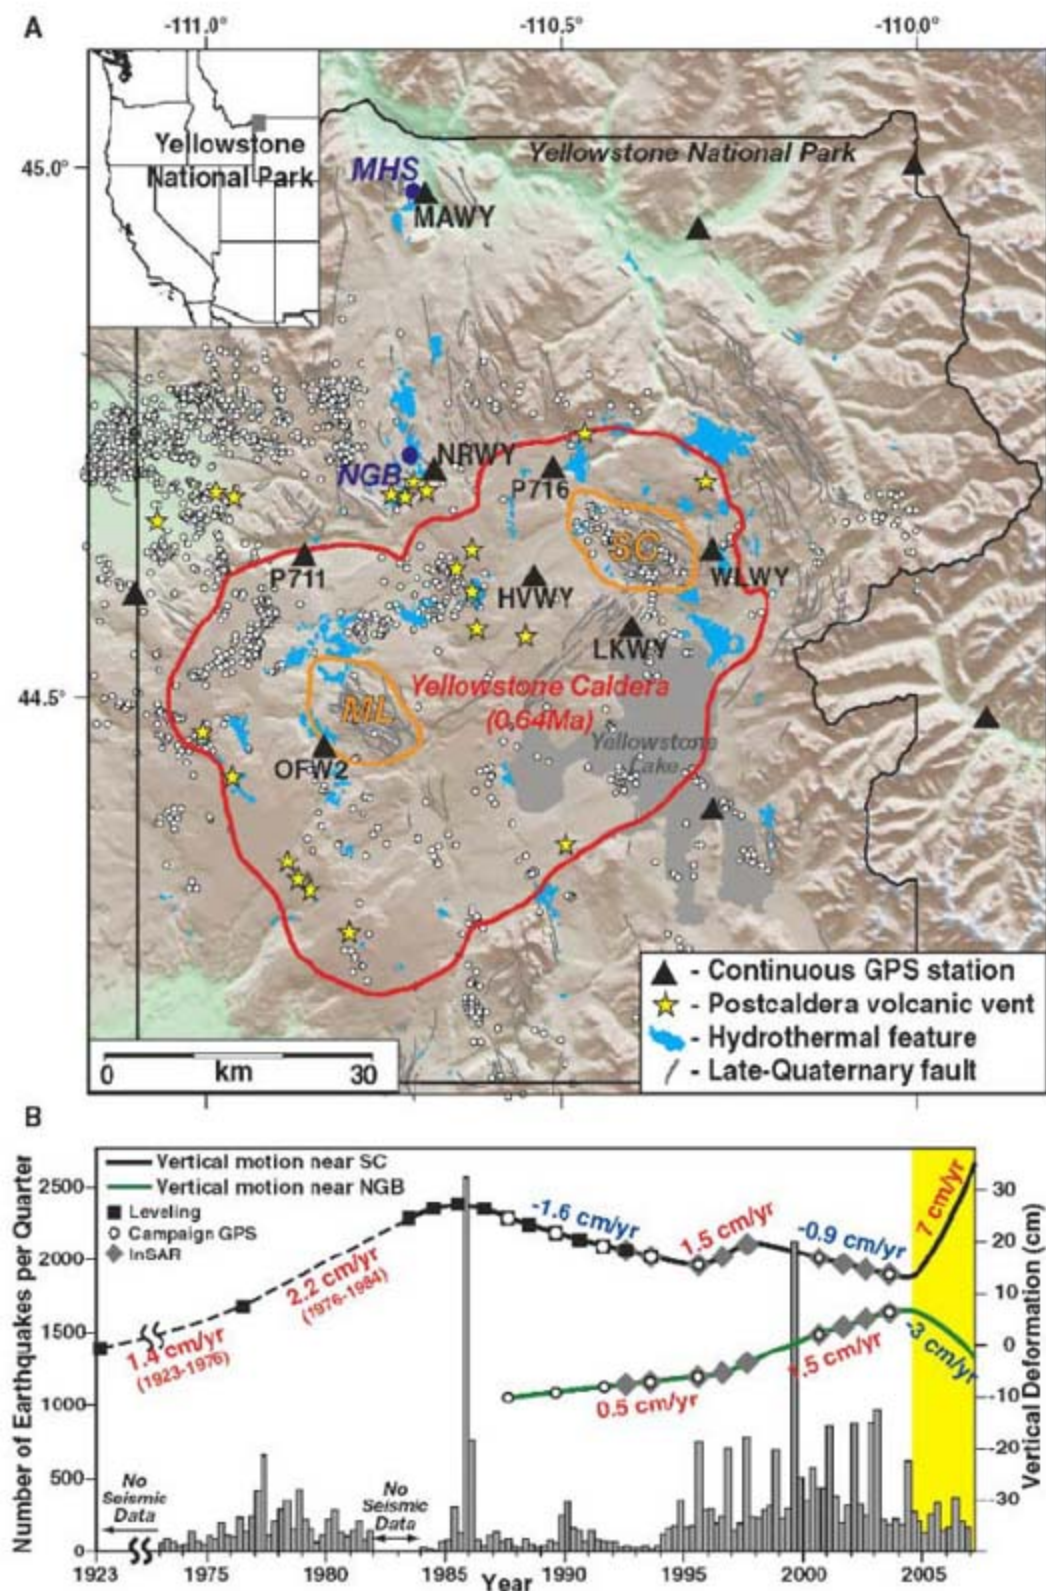 A
-111.0°
-110.5°
-110.0°
45.0°
44.5°
Yellowstone
National Park
Yellowstone National Park
MHS
MAWY
NGB
NRWY
P716
SC
P711
HVWY
WLWY
LKWY
Yellowstone Caldera
(0.64Ma)
ML
Yellowstone
Lake
OFW2
- Continuous GPS station
- Postcaldera volcanic vent
- Hydrothermal feature
- Late-Quaternary fault
0 km 30
B
Number of Earthquakes per Quarter
2500
2000
1500
1000
500
0
Vertical motion near SC
Vertical motion near NGB
Leveling
Campaign GPS
InSAR
1.4 cm/yr
(1923-1976)
2.2 cm/yr
(1976-1984)
-1.6 cm/yr
1.5 cm/yr
-0.9 cm/yr
7 cm/yr
0.5 cm/yr
1.5 cm/yr
-3 cm/yr
No
Seismic
Data
No
Seismic
Data
Vertical Deformation (cm)
30
20
10
0
-10
-20
-30
1923 1975 1980 1985 1990 1995 2000 2005
Year